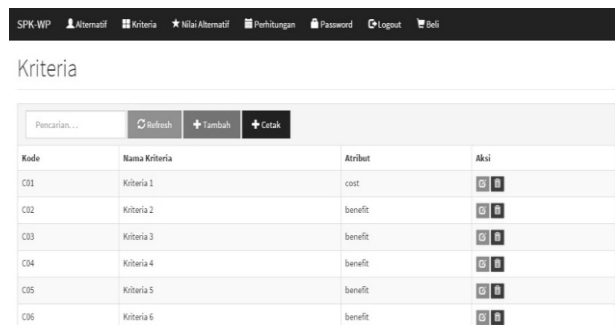 SPK-WP Alternatif Kriteria Nilai Alternatif Perhitungan Password Logout Beli
Kriteria
Pencarian... Refresh Tambah Cetak
Kode Nama Kriteria Atribut Aksi
C01 Kriteria 1 cost
C02 Kriteria 2 benefit
C03 Kriteria 3 benefit
C04 Kriteria 4 benefit
C05 Kriteria 5 benefit
C06 Kriteria 6 benefit